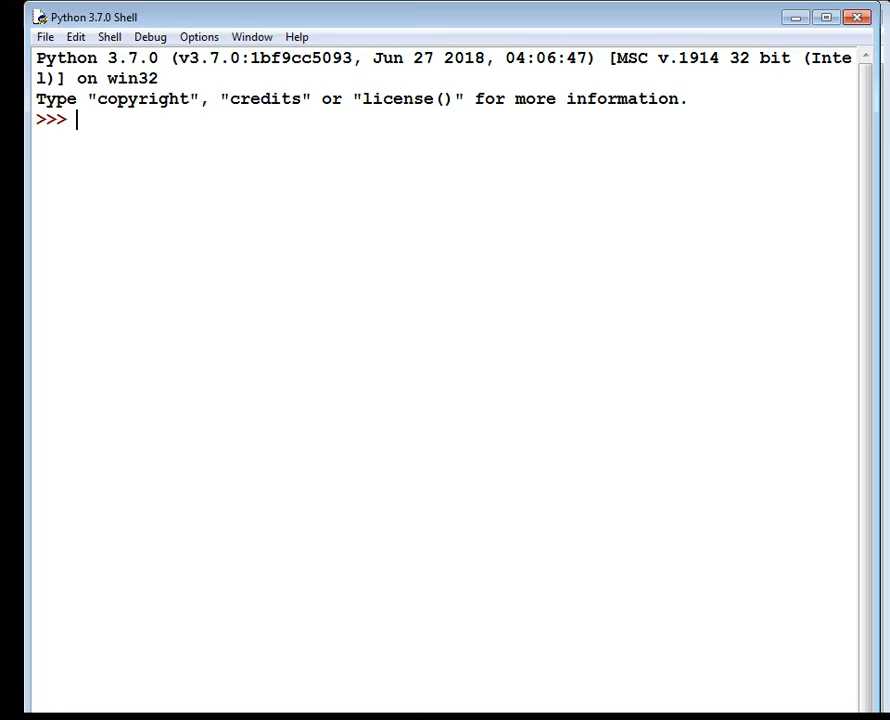 Python 3.7.0 Shell
File Edit Shell Debug Options Window Help
Python 3.7.0 (v3.7.0:1bf9cc5093, Jun 27 2018, 04:06:47) [MSC v.1914 32 bit (Inte
l)] on win32
Type "copyright", "credits" or "license()" for more information.
>>>